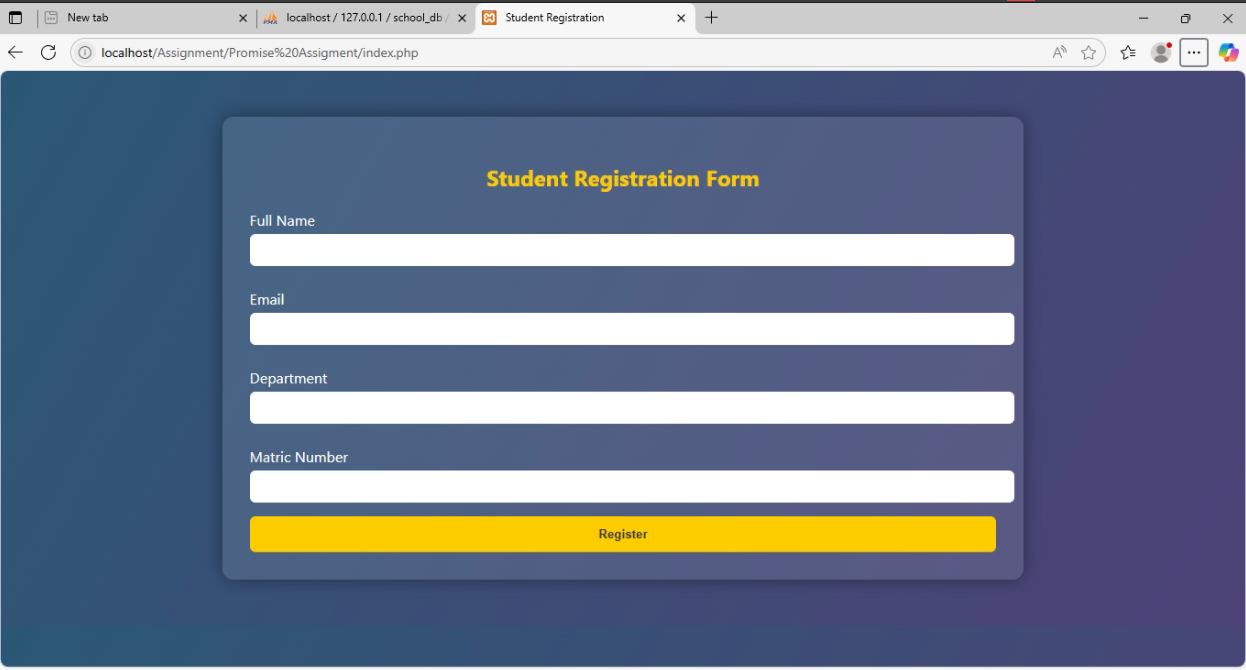 New tab
localhost / 127.0.0.1 / school_db /
Student Registration
localhost/Assignment/Promise%20Assigment/index.php
Student Registration Form
Full Name
Email
Department
Matric Number
Register